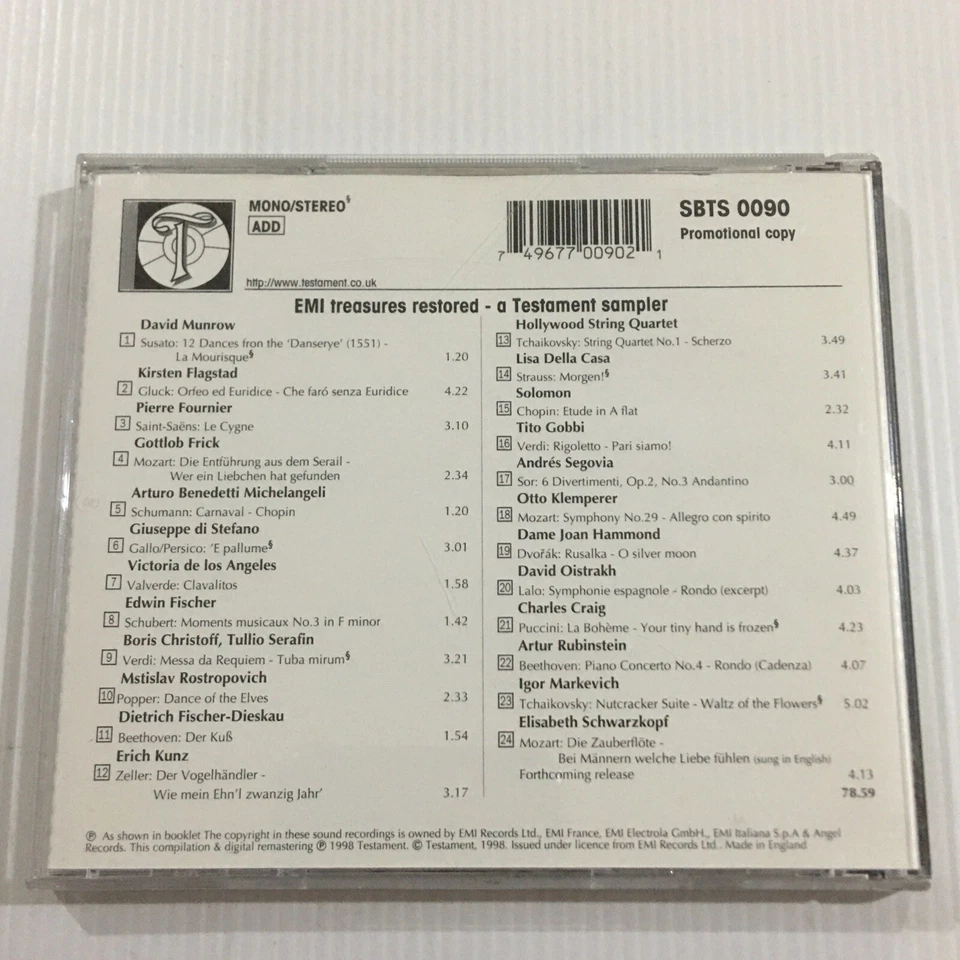 T
MONO/STEREO§
ADD
http://www.testament.co.uk
7 49677 00902 1
SBTS 0090
Promotional copy
EMI treasures restored - a Testament sampler
David Munrow
1 Susato: 12 Dances fron the 'Danserye' (1551) -
La Mourisque§ 1.20
Kirsten Flagstad
2 Gluck: Orfeo ed Euridice - Che faró senza Euridice 4.22
Pierre Fournier
3 Saint-Saëns: Le Cygne 3.10
Gottlob Frick
4 Mozart: Die Entführung aus dem Serail -
Wer ein Liebchen hat gefunden 2.34
Arturo Benedetti Michelangeli
5 Schumann: Carnaval - Chopin 1.20
Giuseppe di Stefano
6 Gallo/Persico: 'E pallume§ 3.01
Victoria de los Angeles
7 Valverde: Clavalitos 1.58
Edwin Fischer
8 Schubert: Moments musicaux No.3 in F minor 1.42
Boris Christoff, Tullio Serafin
9 Verdi: Messa da Requiem - Tuba mirum§ 3.21
Mstislav Rostropovich
10 Popper: Dance of the Elves 2.33
Dietrich Fischer-Dieskau
11 Beethoven: Der Kuß 1.54
Erich Kunz
12 Zeller: Der Vogelhändler -
Wie mein Ehn'l zwanzig Jahr' 3.17
Hollywood String Quartet
13 Tchaikovsky: String Quartet No.1 - Scherzo 3.49
Lisa Della Casa
14 Strauss: Morgen!§ 3.41
Solomon
15 Chopin: Etude in A flat 2.32
Tito Gobbi
16 Verdi: Rigoletto - Pari siamo! 4.11
Andrés Segovia
17 Sor: 6 Divertimenti, Op.2, No.3 Andantino 3.00
Otto Klemperer
18 Mozart: Symphony No.29 - Allegro con spirito 4.49
Dame Joan Hammond
19 Dvořák: Rusalka - O silver moon 4.37
David Oistrakh
20 Lalo: Symphonie espagnole - Rondo (excerpt) 4.03
Charles Craig
21 Puccini: La Bohème - Your tiny hand is frozen§ 4.23
Artur Rubinstein
22 Beethoven: Piano Concerto No.4 - Rondo (Cadenza) 4.07
Igor Markevich
23 Tchaikovsky: Nutcracker Suite - Waltz of the Flowers§ 5.02
Elisabeth Schwarzkopf
24 Mozart: Die Zauberflöte -
Bei Männern welche Liebe fühlen (sung in English)
Forthcoming release 4.13
78.59
℗ As shown in booklet The copyright in these sound recordings is owned by EMI Records Ltd., EMI France, EMI Electrola GmbH., EMI Italiana S.p.A & Angel
Records. This compilation & digital remastering ℗ 1998 Testament. © Testament, 1998. Issued under licence from EMI Records Ltd.. Made in England